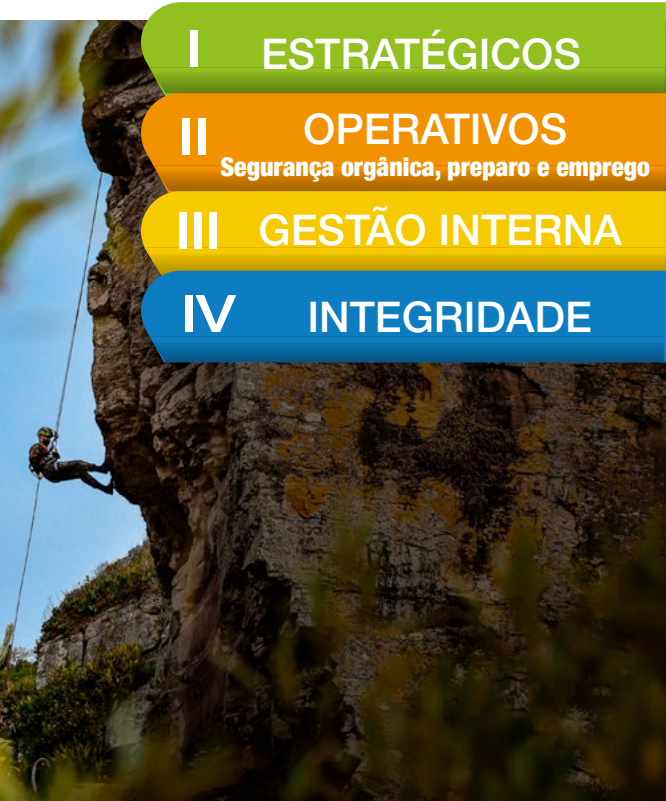 I ESTRATÉGICOS
II OPERATIVOS
Segurança orgânica, preparo e emprego
III GESTÃO INTERNA
IV INTEGRIDADE